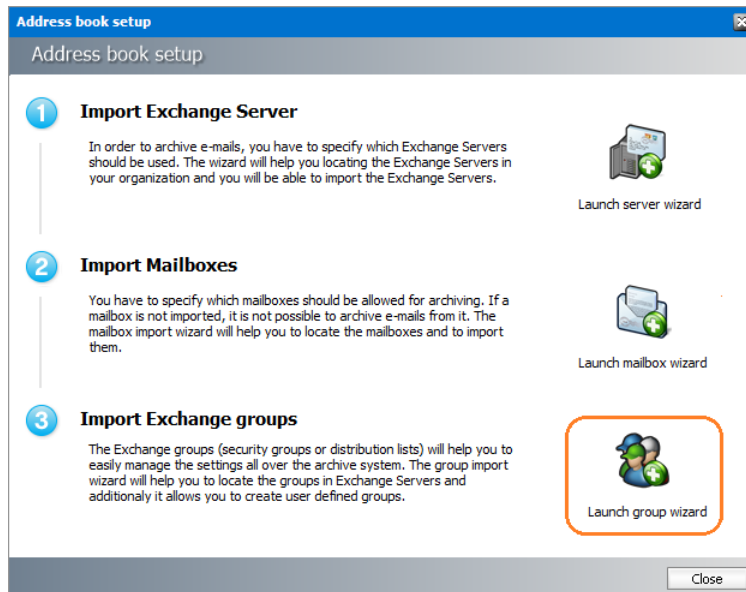 Address book setup
Address book setup
1
Import Exchange Server
In order to archive e-mails, you have to specify which Exchange Servers
should be used. The wizard will help you locating the Exchange Servers in
your organization and you will be able to import the Exchange Servers.
Launch server wizard
2
Import Mailboxes
You have to specify which mailboxes should be allowed for archiving. If a
mailbox is not imported, it is not possible to archive e-mails from it. The
mailbox import wizard will help you to locate the mailboxes and to import
them.
Launch mailbox wizard
3
Import Exchange groups
The Exchange groups (security groups or distribution lists) will help you to
easily manage the settings all over the archive system. The group import
wizard will help you to locate the groups in Exchange Servers and
additionaly it allows you to create user defined groups.
Launch group wizard
Close